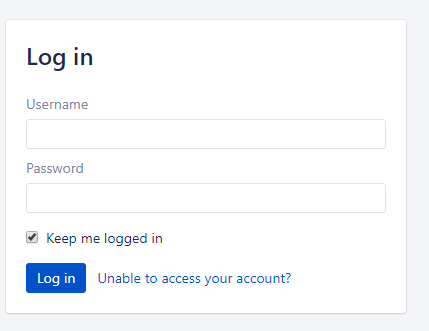 Log in
Username
Password
Keep me logged in
Log in Unable to access your account?